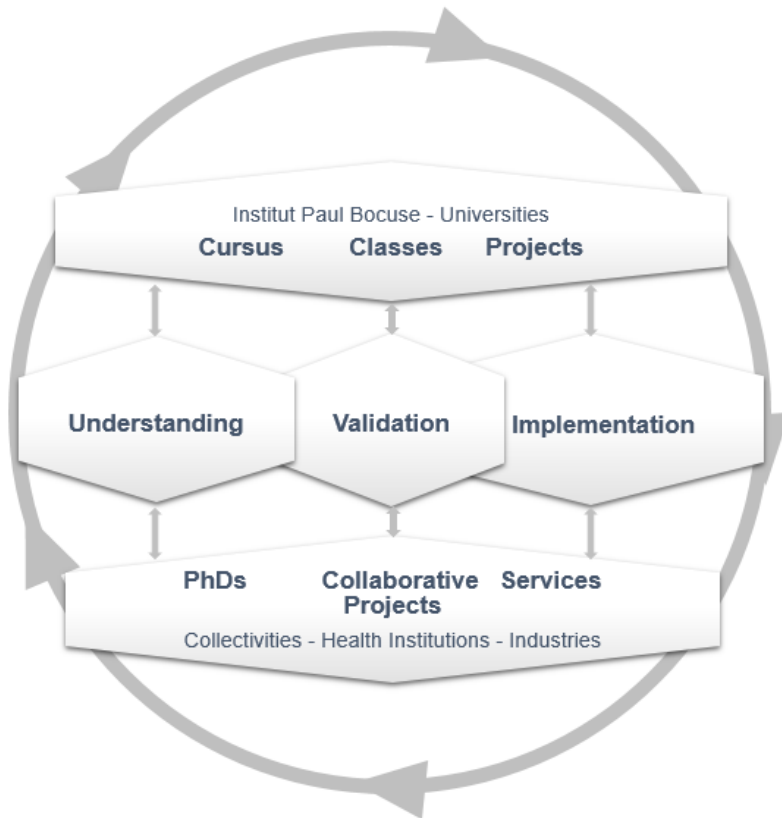 Institut Paul Bocuse - Universities
Cursus Classes Projects
Understanding Validation Implementation
PhDs Collaborative Services
Projects
Collectivities - Health Institutions - Industries